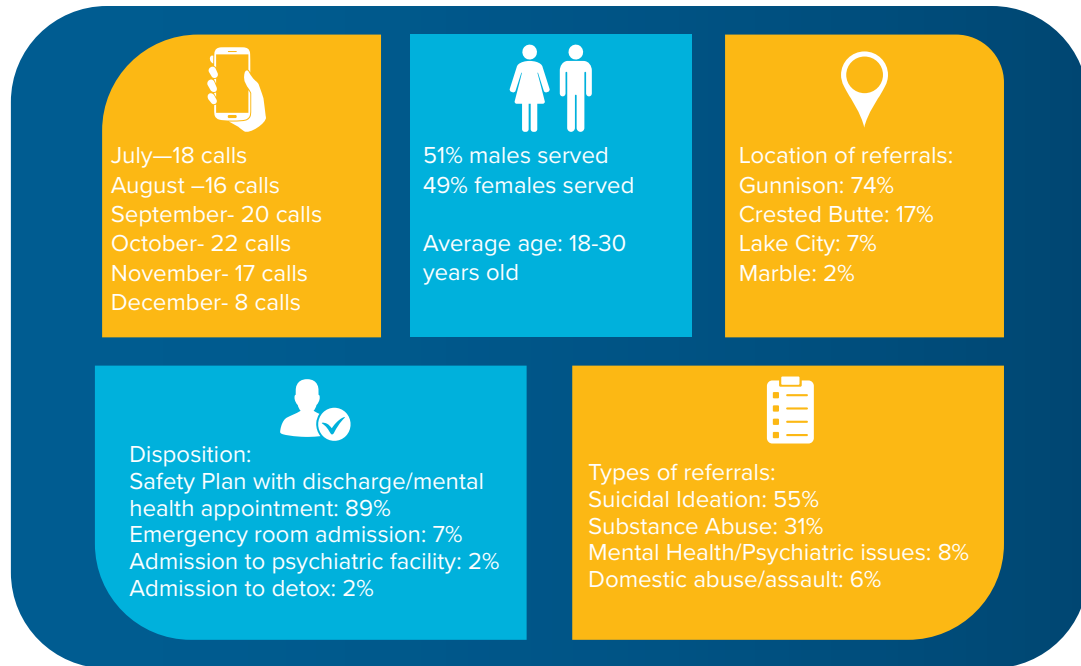 July—18 calls
August –16 calls
September- 20 calls
October- 22 calls
November- 17 calls
December- 8 calls
51% males served
49% females served
Average age: 18-30
years old
Location of referrals:
Gunnison: 74%
Crested Butte: 17%
Lake City: 7%
Marble: 2%
Disposition:
Safety Plan with discharge/mental
health appointment: 89%
Emergency room admission: 7%
Admission to psychiatric facility: 2%
Admission to detox: 2%
Types of referrals:
Suicidal Ideation: 55%
Substance Abuse: 31%
Mental Health/Psychiatric issues: 8%
Domestic abuse/assault: 6%